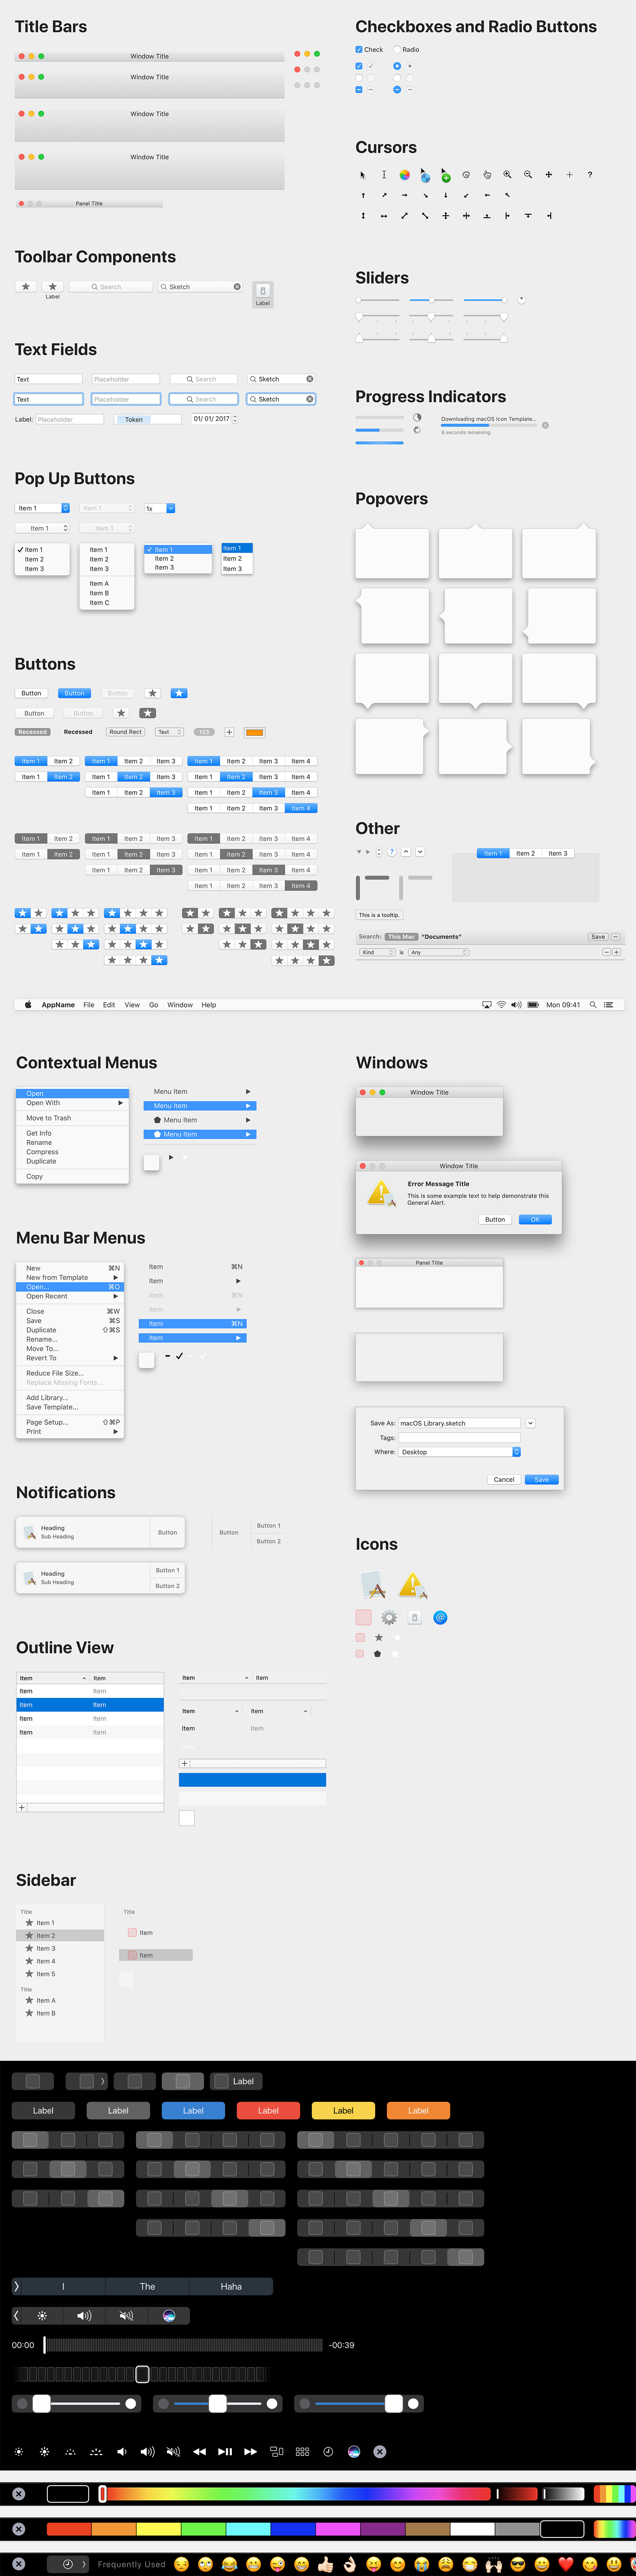 Title Bars
Window Title
Window Title
Window Title
Window Title
Panel Title
Toolbar Components
Search
Sketch
Label
Label
Text Fields
Text
Placeholder
Search
Sketch
Text
Placeholder
Search
Sketch
Label:
Placeholder
Token
01/ 01/ 2017
Pop Up Buttons
Item 1
Item 1
1x
Item 1
Item 1
Item 1
Item 2
Item 3
Item 1
Item 2
Item 3
Item A
Item B
Item C
Item 1
Item 2
Item 3
Item 1
Item 2
Item 3
Buttons
Button
Button
Button
Button
Button
Recessed
Recessed
Round Rect
Text
123
Item 1 Item 2
Item 1 Item 2 Item 3
Item 1 Item 2 Item 3 Item 4
Item 1 Item 2
Item 1 Item 2 Item 3
Item 1 Item 2 Item 3 Item 4
Item 1 Item 2 Item 3
Item 1 Item 2 Item 3 Item 4
Item 1 Item 2 Item 3 Item 4
Item 1 Item 2
Item 1 Item 2 Item 3
Item 1 Item 2 Item 3 Item 4
Item 1 Item 2
Item 1 Item 2 Item 3
Item 1 Item 2 Item 3 Item 4
Item 1 Item 2 Item 3
Item 1 Item 2 Item 3 Item 4
Item 1 Item 2 Item 3 Item 4
Checkboxes and Radio Buttons
Check
Radio
Cursors
?
Sliders
Progress Indicators
Downloading macOS Icon Template...
9 seconds remaining
Popovers
Other
?
Item 1 Item 2 Item 3
This is a tooltip.
Search: This Mac "Documents"
Save
Kind
is
Any
AppName File Edit View Go Window Help
Mon 09:41
Contextual Menus
Open
Open With
Move to Trash
Get Info
Rename
Compress
Duplicate
Copy
Menu Item
Menu Item
Menu Item
Menu Item
Menu Bar Menus
New ⌘N
New from Template
Open... ⌘O
Open Recent
Close ⌘W
Save ⌘S
Duplicate ⇧⌘S
Rename...
Move To...
Revert To
Reduce File Size...
Replace Missing Fonts...
Add Library...
Save Template...
Page Setup... ⇧⌘P
Print
Item ⌘N
Item
Item ⌘N
Item
Item ⌘N
Item
Notifications
Heading
Sub Heading
Button
Button
Button 1
Button 2
Heading
Sub Heading
Button 1
Button 2
Outline View
Item Item
Item Item
Item Item
Item Item
Item Item
Item Item
Item Item
Item Item
Sidebar
Title
Item 1
Item 2
Item 3
Item 4
Item 5
Title
Item A
Item B
Title
Item
Item
Windows
Window Title
Window Title
Error Message Title
This is some example text to help demonstrate this
General Alert.
Button
OK
Panel Title
Save As: macOS Library.sketch
Tags:
Where: Desktop
Cancel
Save
Icons
@
Label
Label
Label
Label
Label
Label
Label
I
The
Haha
00:00
-00:39
Frequently Used